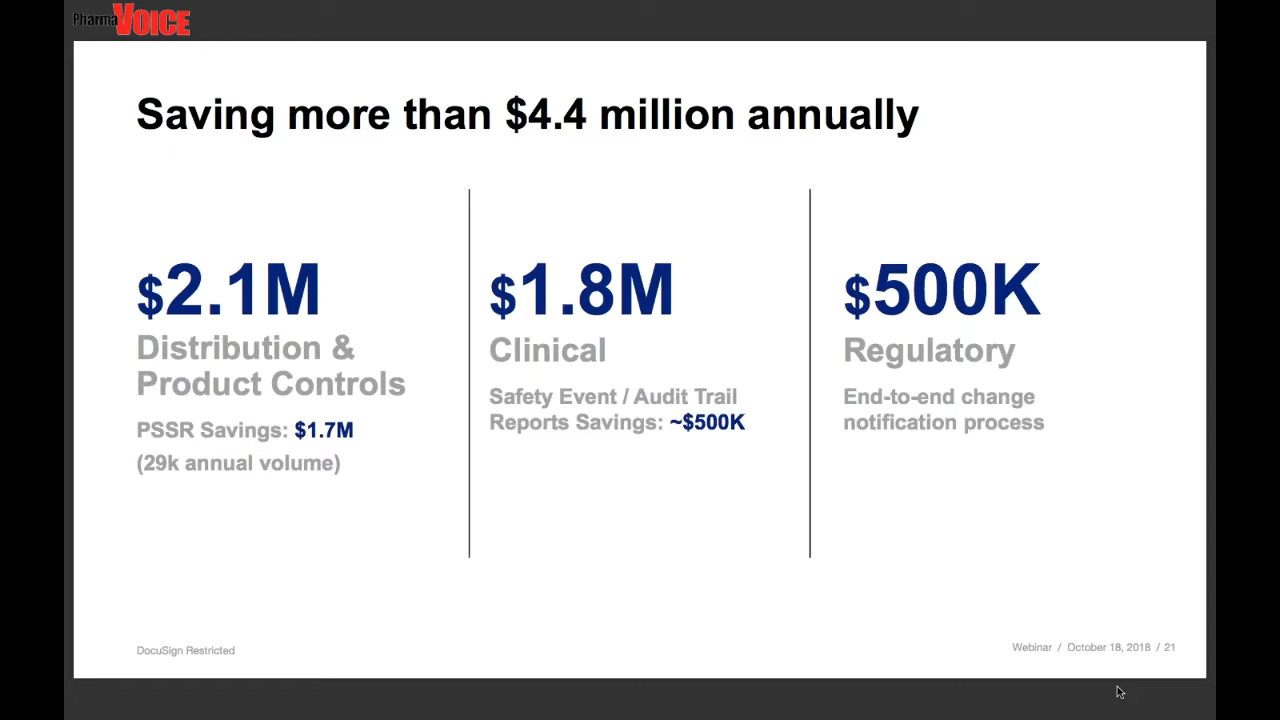 PharmaVOICE
Saving more than $4.4 million annually
$2.1M
Distribution &
Product Controls
PSSR Savings: $1.7M
(29k annual volume)
$1.8M
Clinical
Safety Event / Audit Trail
Reports Savings: ~$500K
$500K
Regulatory
End-to-end change
notification process
DocuSign Restricted
Webinar / October 18, 2018 / 21